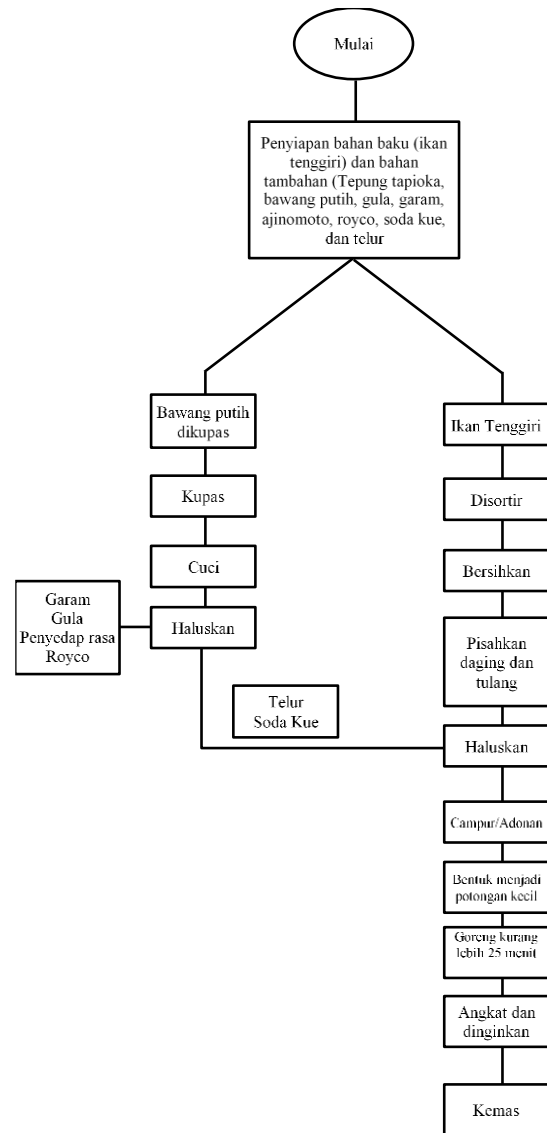 Mulai
Penyiapan bahan baku (ikan
tenggiri) dan bahan
tambahan (Tepung tapioka,
bawang putih, gula, garam,
ajinomoto, royco, soda kue,
dan telur
Bawang putih
dikupas
Kupas
Cuci
Haluskan
Garam
Gula
Penyedap rasa
Royco
Telur
Soda Kue
Ikan Tenggiri
Disortir
Bersihkan
Pisahkan
daging dan
tulang
Haluskan
Campur/Adonan
Bentuk menjadi
potongan kecil
Goreng kurang
lebih 25 menit
Angkat dan
dinginkan
Kemas